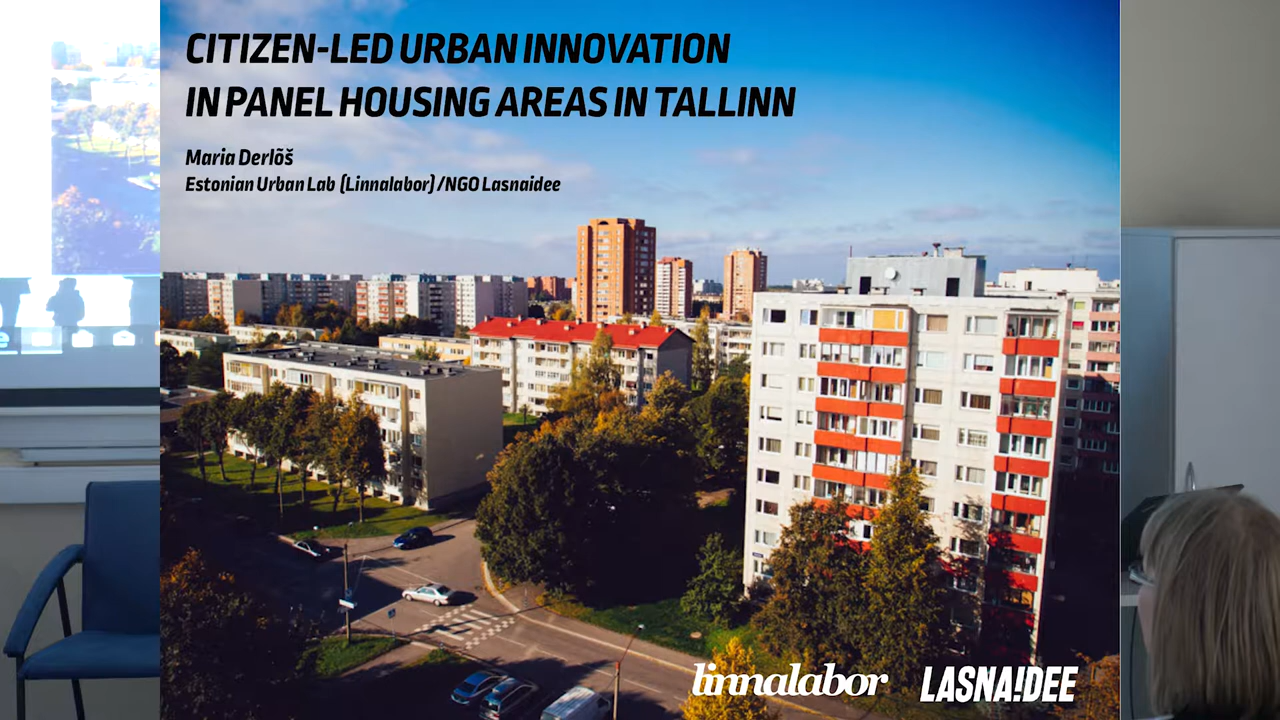 CITIZEN-LED URBAN INNOVATION
IN PANEL HOUSING AREAS IN TALLINN
Maria Derlõš
Estonian Urban Lab (Linnalabor)/NGO Lasnaidee
linnalabor
LASNA!DEE